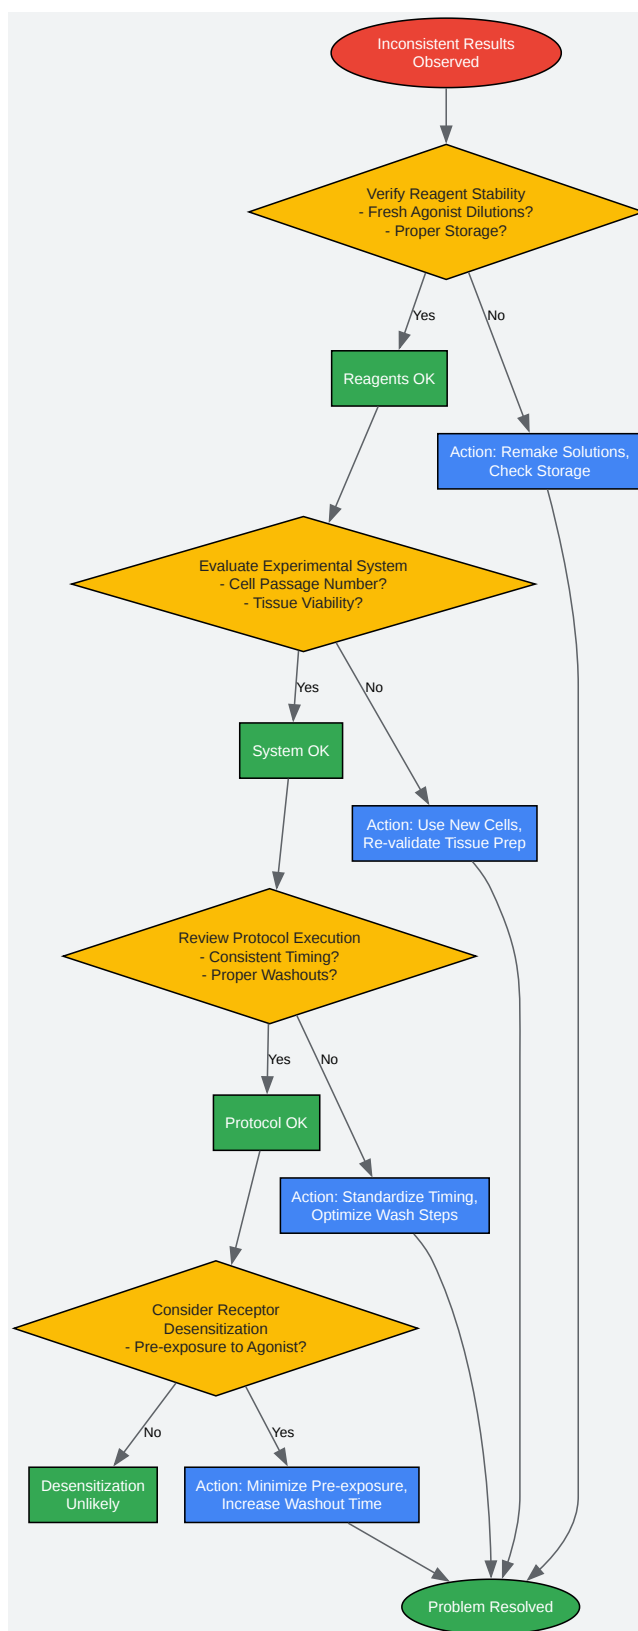 Inconsistent Results
Observed
Verify Reagent Stability
- Fresh Agonist Dilutions?
- Proper Storage?
Yes
No
Reagents OK
Action: Remake Solutions,
Check Storage
Evaluate Experimental System
- Cell Passage Number?
- Tissue Viability?
Yes
No
System OK
Action: Use New Cells,
Re-validate Tissue Prep
Review Protocol Execution
- Consistent Timing?
- Proper Washouts?
Yes
No
Protocol OK
Action: Standardize Timing,
Optimize Wash Steps
Consider Receptor
Desensitization
- Pre-exposure to Agonist?
No
Yes
Desensitization
Unlikely
Action: Minimize Pre-exposure,
Increase Washout Time
Problem Resolved